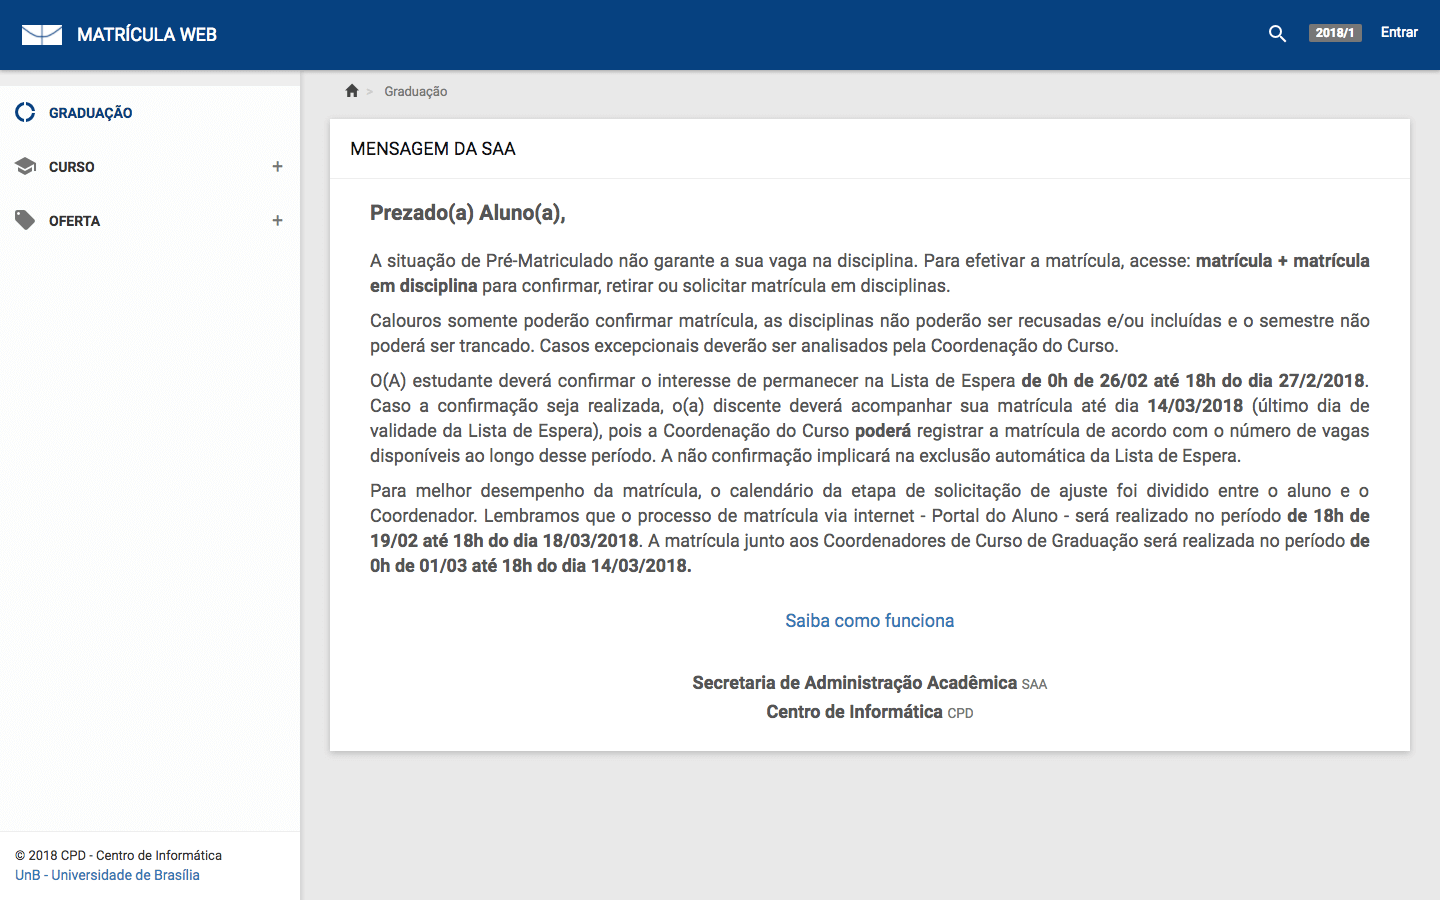 MATRÍCULA WEB
2018/1
Entrar
GRADUAÇÃO
CURSO +
OFERTA +
> Graduação
MENSAGEM DA SAA
Prezado(a) Aluno(a),
A situação de Pré-Matriculado não garante a sua vaga na disciplina. Para efetivar a matrícula, acesse: matrícula + matrícula
em disciplina para confirmar, retirar ou solicitar matrícula em disciplinas.
Calouros somente poderão confirmar matrícula, as disciplinas não poderão ser recusadas e/ou incluídas e o semestre não
poderá ser trancado. Casos excepcionais deverão ser analisados pela Coordenação do Curso.
O(A) estudante deverá confirmar o interesse de permanecer na Lista de Espera de 0h de 26/02 até 18h do dia 27/2/2018.
Caso a confirmação seja realizada, o(a) discente deverá acompanhar sua matrícula até dia 14/03/2018 (último dia de
validade da Lista de Espera), pois a Coordenação do Curso poderá registrar a matrícula de acordo com o número de vagas
disponíveis ao longo desse período. A não confirmação implicará na exclusão automática da Lista de Espera.
Para melhor desempenho da matrícula, o calendário da etapa de solicitação de ajuste foi dividido entre o aluno e o
Coordenador. Lembramos que o processo de matrícula via internet - Portal do Aluno - será realizado no período de 18h de
19/02 até 18h do dia 18/03/2018. A matrícula junto aos Coordenadores de Curso de Graduação será realizada no período de
0h de 01/03 até 18h do dia 14/03/2018.
Saiba como funciona
Secretaria de Administração Acadêmica SAA
Centro de Informática CPD
© 2018 CPD - Centro de Informática
UnB - Universidade de Brasília